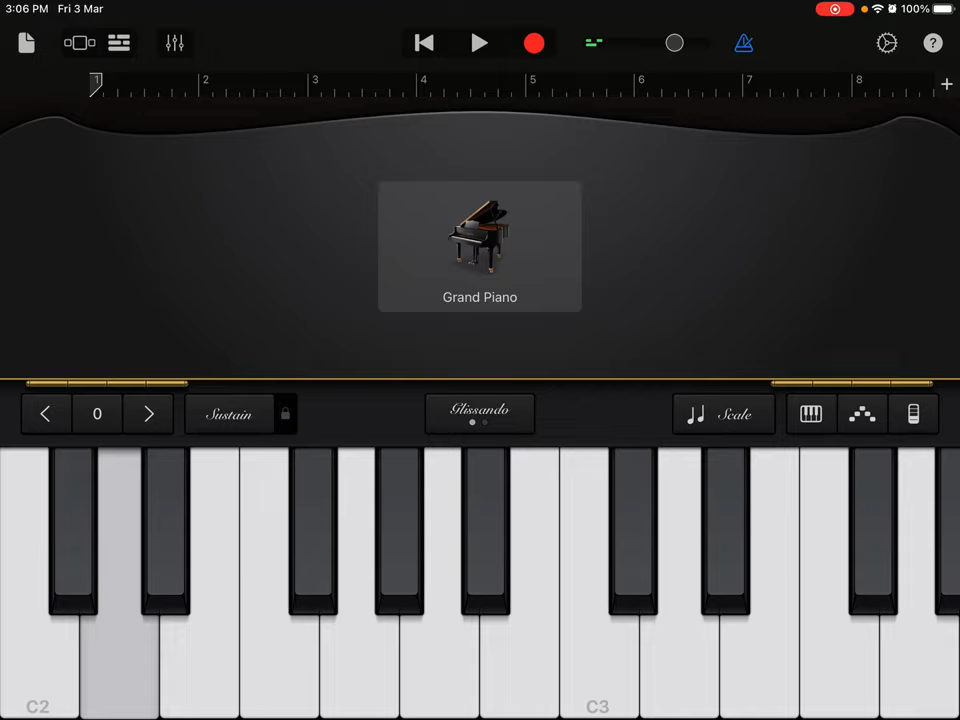 3:06 PM Fri 3 Mar
100%
1 2 3 4 5 6 7 8
Grand Piano
0
Sustain
Glissando
Scale
C2 C3